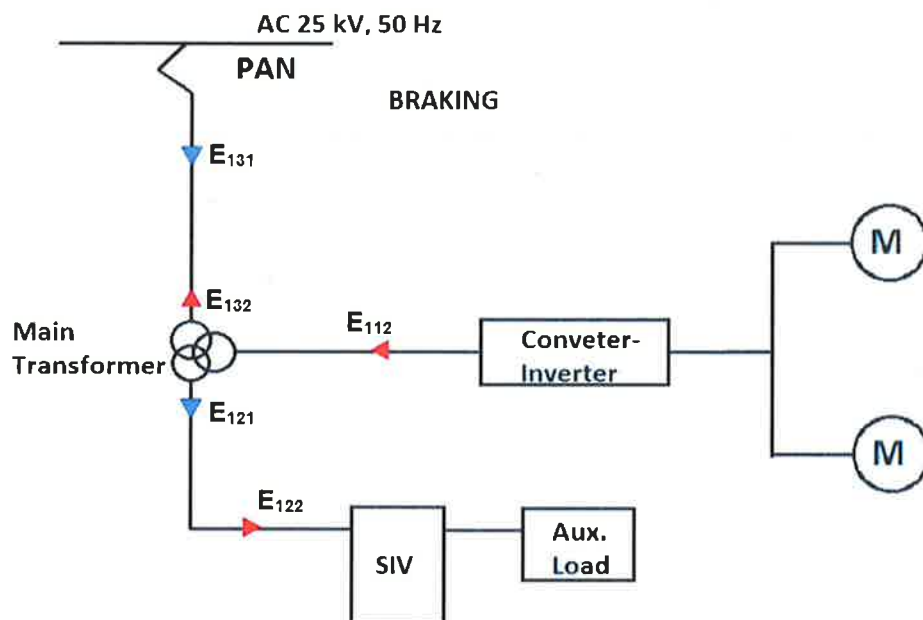 AC 25 kV, 50 Hz
PAN
BRAKING
E₁₃₁
M
E₁₃₂
E₁₁₂
Main
Transformer
Conveter-
Inverter
E₁₂₁
M
E₁₂₂
SIV
Aux.
Load